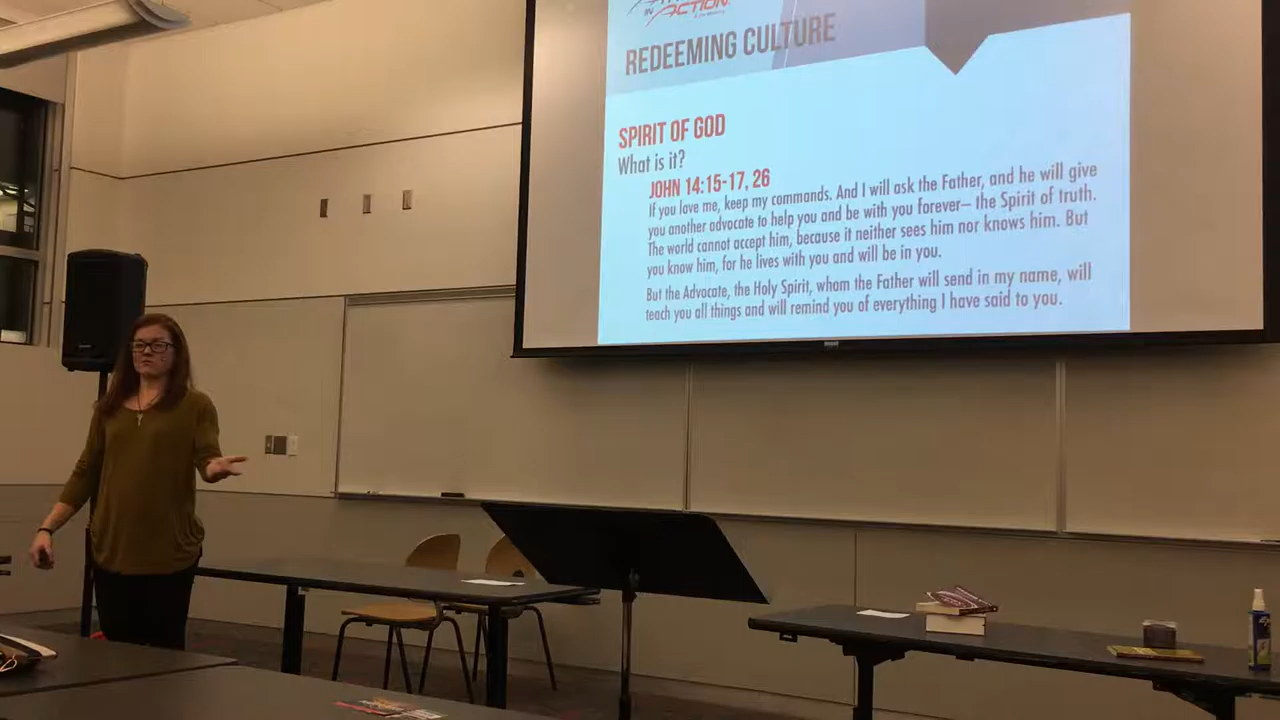 IN ACTION
REDEEMING CULTURE
SPIRIT OF GOD
What is it?
JOHN 14:15-17, 26
If you love me, keep my commands. And I will ask the Father, and he will give
you another advocate to help you and be with you forever– the Spirit of truth.
The world cannot accept him, because it neither sees him nor knows him. But
you know him, for he lives with you and will be in you.
But the Advocate, the Holy Spirit, whom the Father will send in my name, will
teach you all things and will remind you of everything I have said to you.